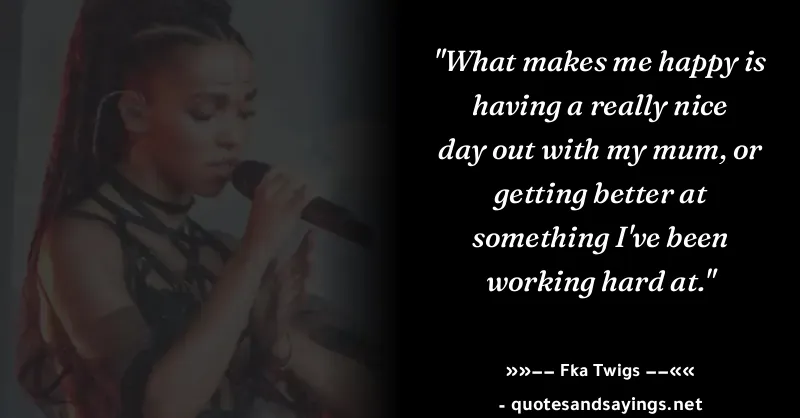 "What makes me happy is
having a really nice
day out with my mum, or
getting better at
something I've been
working hard at."
»»−− Fka Twigs −−««
- quotesandsayings.net